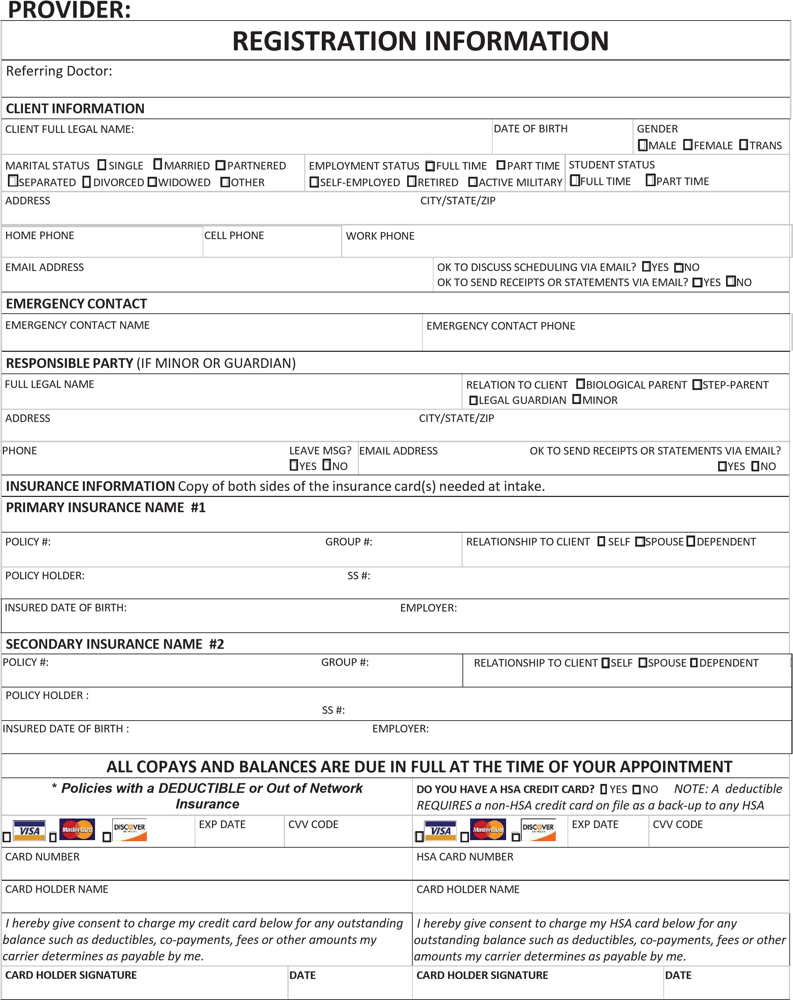 PROVIDER:
REGISTRATION INFORMATION
Referring Doctor:
CLIENT INFORMATION
CLIENT FULL LEGAL NAME: DATE OF BIRTH GENDER
MALE FEMALE TRANS
MARITAL STATUS SINGLE MARRIED PARTNERED EMPLOYMENT STATUS FULL TIME PART TIME STUDENT STATUS
SEPARATED DIVORCED WIDOWED OTHER SELF-EMPLOYED RETIRED ACTIVE MILITARY FULL TIME PART TIME
ADDRESS CITY/STATE/ZIP
HOME PHONE CELL PHONE WORK PHONE
EMAIL ADDRESS OK TO DISCUSS SCHEDULING VIA EMAIL? YES NO
OK TO SEND RECEIPTS OR STATEMENTS VIA EMAIL? YES NO
EMERGENCY CONTACT
EMERGENCY CONTACT NAME EMERGENCY CONTACT PHONE
RESPONSIBLE PARTY (IF MINOR OR GUARDIAN)
FULL LEGAL NAME RELATION TO CLIENT BIOLOGICAL PARENT STEP-PARENT
LEGAL GUARDIAN MINOR
ADDRESS CITY/STATE/ZIP
PHONE LEAVE MSG? EMAIL ADDRESS OK TO SEND RECEIPTS OR STATEMENTS VIA EMAIL?
YES NO YES NO
INSURANCE INFORMATION Copy of both sides of the insurance card(s) needed at intake.
PRIMARY INSURANCE NAME #1
POLICY #: GROUP #: RELATIONSHIP TO CLIENT SELF SPOUSE DEPENDENT
POLICY HOLDER: SS #:
INSURED DATE OF BIRTH: EMPLOYER:
SECONDARY INSURANCE NAME #2
POLICY #: GROUP #: RELATIONSHIP TO CLIENT SELF SPOUSE DEPENDENT
POLICY HOLDER :
SS #:
INSURED DATE OF BIRTH : EMPLOYER:
ALL COPAYS AND BALANCES ARE DUE IN FULL AT THE TIME OF YOUR APPOINTMENT
* Policies with a DEDUCTIBLE or Out of Network
Insurance
DO YOU HAVE A HSA CREDIT CARD? YES NO NOTE: A deductible
REQUIRES a non-HSA credit card on file as a back-up to any HSA
VISA MasterCard DISCOVER NETWORK EXP DATE CVV CODE VISA MasterCard DISCOVER NETWORK EXP DATE CVV CODE
CARD NUMBER HSA CARD NUMBER
CARD HOLDER NAME CARD HOLDER NAME
I hereby give consent to charge my credit card below for any outstanding
balance such as deductibles, co-payments, fees or other amounts my
carrier determines as payable by me.
I hereby give consent to charge my HSA card below for any
outstanding balance such as deductibles, co-payments, fees or other
amounts my carrier determines as payable by me.
CARD HOLDER SIGNATURE DATE CARD HOLDER SIGNATURE DATE